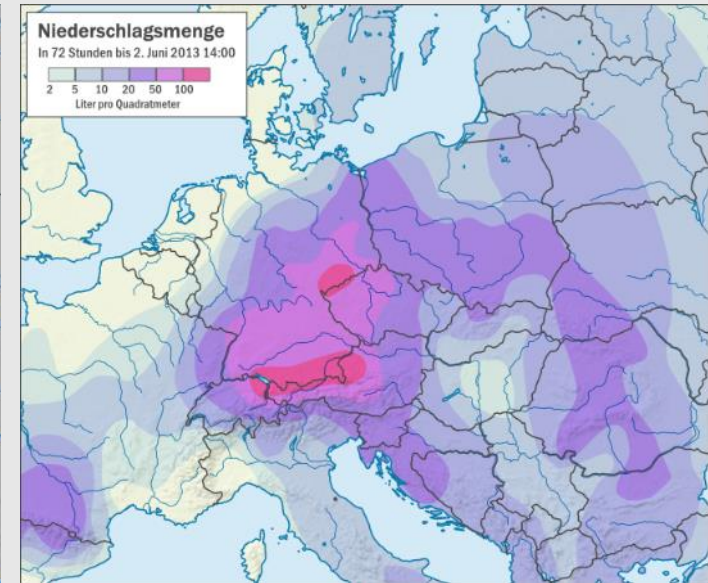 Niederschlagsmenge
In 72 Stunden bis 2. Juni 2013 14:00
2 5 10 20 50 100
Liter pro Quadratmeter